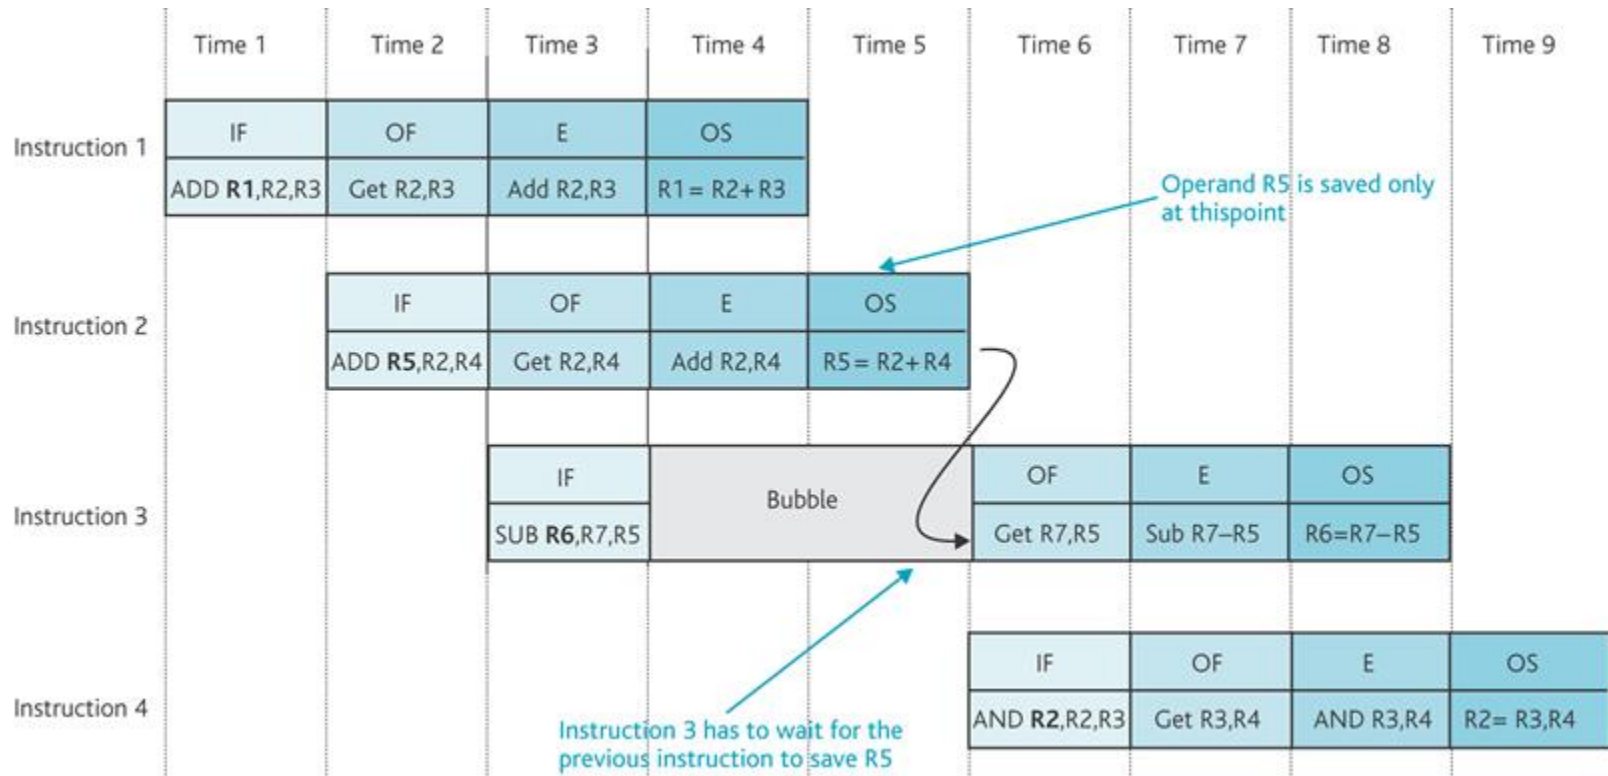 Time 1 Time 2 Time 3 Time 4 Time 5 Time 6 Time 7 Time 8 Time 9
Instruction 1
IF OF E OS
ADD R1,R2,R3 Get R2,R3 Add R2,R3 R1 = R2+R3
Operand R5 is saved only
at thispoint
Instruction 2
IF OF E OS
ADD R5,R2,R4 Get R2,R4 Add R2,R4 R5 = R2+R4
Instruction 3
IF Bubble OF E OS
SUB R6,R7,R5 Get R7,R5 Sub R7–R5 R6=R7–R5
Instruction 4
IF OF E OS
AND R2,R2,R3 Get R3,R4 AND R3,R4 R2= R3,R4
Instruction 3 has to wait for the
previous instruction to save R5